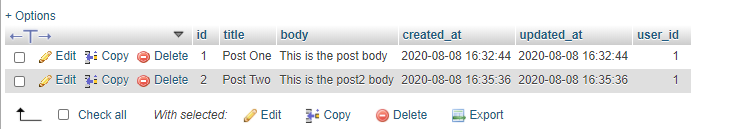 + Options
id title body created_at updated_at user_id
Edit Copy Delete 1 Post One This is the post body 2020-08-08 16:32:44 2020-08-08 16:32:44 1
Edit Copy Delete 2 Post Two This is the post2 body 2020-08-08 16:35:36 2020-08-08 16:35:36 1
Check all With selected: Edit Copy Delete Export